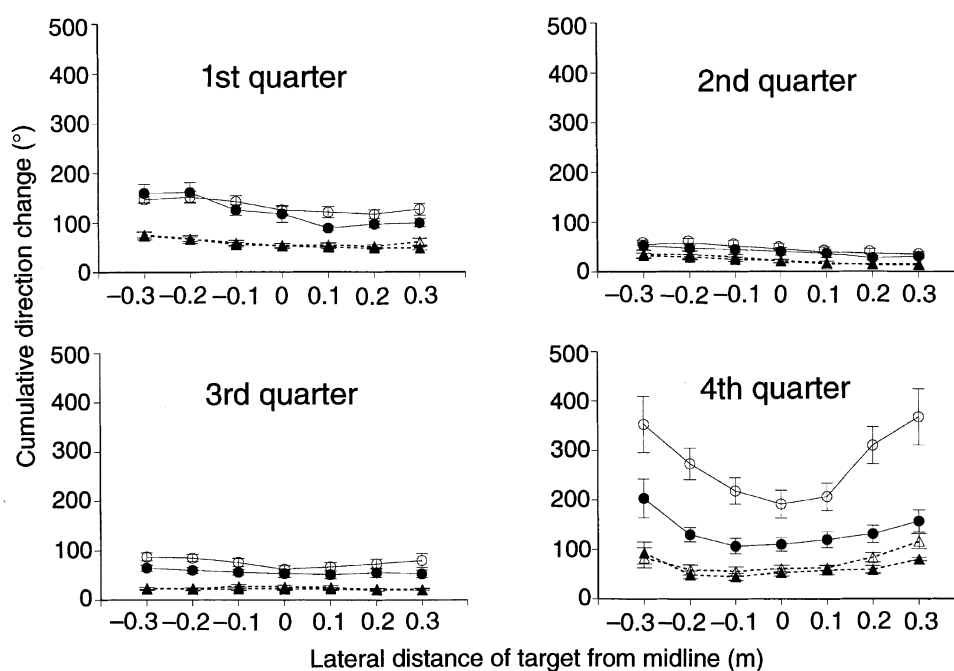 500
400
300
200
100
0
1st quarter
−0.3 −0.2 −0.1 0 0.1 0.2 0.3
500
400
300
200
100
0
2nd quarter
−0.3 −0.2 −0.1 0 0.1 0.2 0.3
Cumulative direction change (°)
500
400
300
200
100
0
3rd quarter
−0.3 −0.2 −0.1 0 0.1 0.2 0.3
500
400
300
200
100
0
4th quarter
−0.3 −0.2 −0.1 0 0.1 0.2 0.3
Lateral distance of target from midline (m)